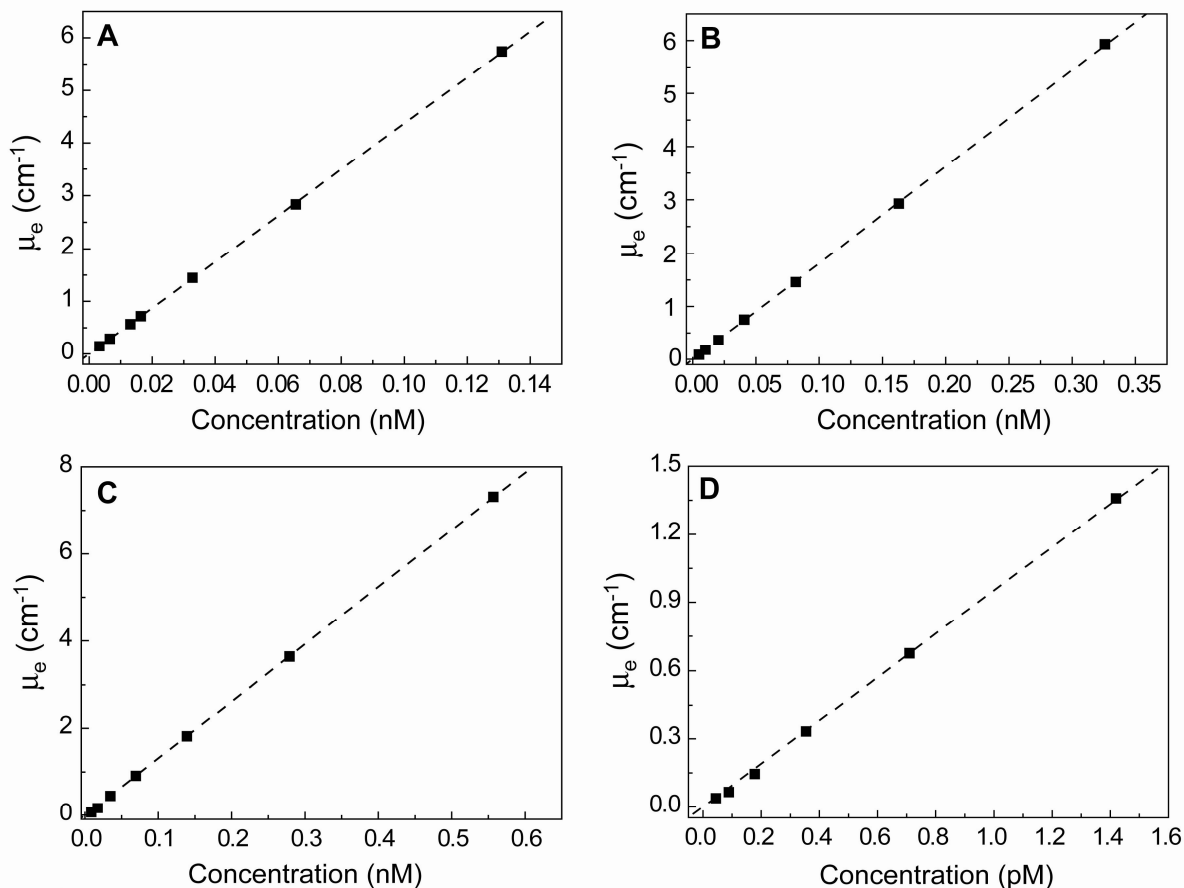 A
μe (cm-1)
6
5
4
3
2
1
0
0.00 0.02 0.04 0.06 0.08 0.10 0.12 0.14
Concentration (nM)
B
μe (cm-1)
6
5
4
3
2
1
0
0.00 0.05 0.10 0.15 0.20 0.25 0.30 0.35
Concentration (nM)
C
μe (cm-1)
8
6
4
2
0
0.0 0.1 0.2 0.3 0.4 0.5 0.6
Concentration (nM)
D
μe (cm-1)
1.5
1.2
0.9
0.6
0.3
0.0
0.0 0.2 0.4 0.6 0.8 1.0 1.2 1.4 1.6
Concentration (pM)